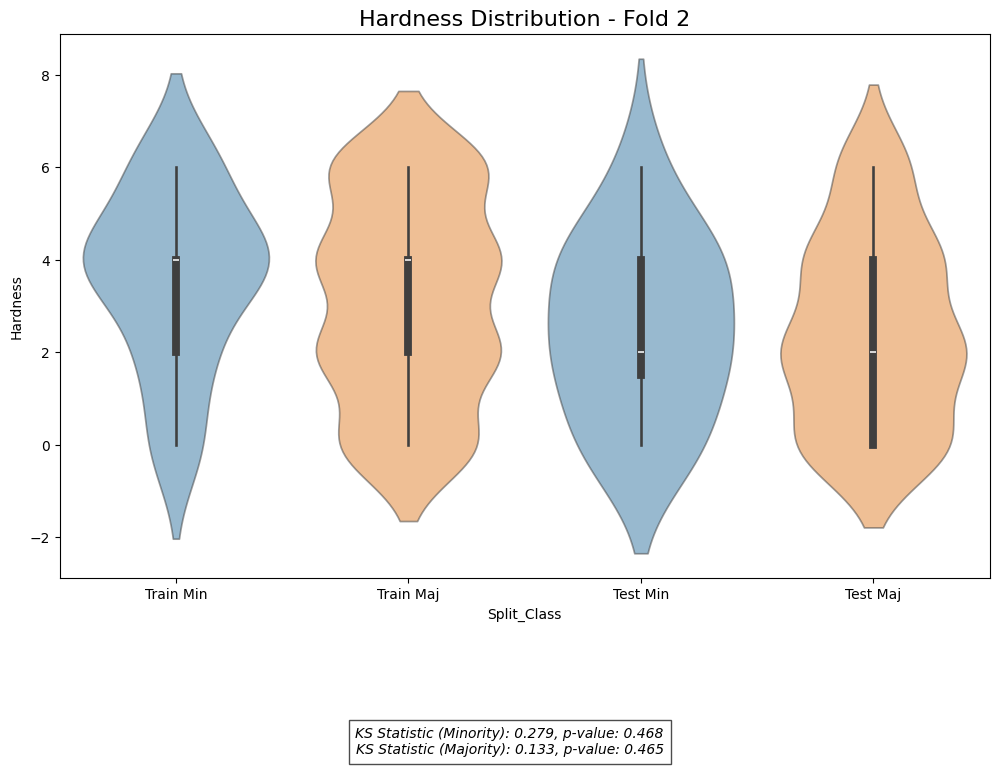 Hardness Distribution - Fold 2
Hardness
8
6
4
2
0
−2
Train Min
Train Maj
Test Min
Test Maj
Split_Class
KS Statistic (Minority): 0.279, p-value: 0.468
KS Statistic (Majority): 0.133, p-value: 0.465